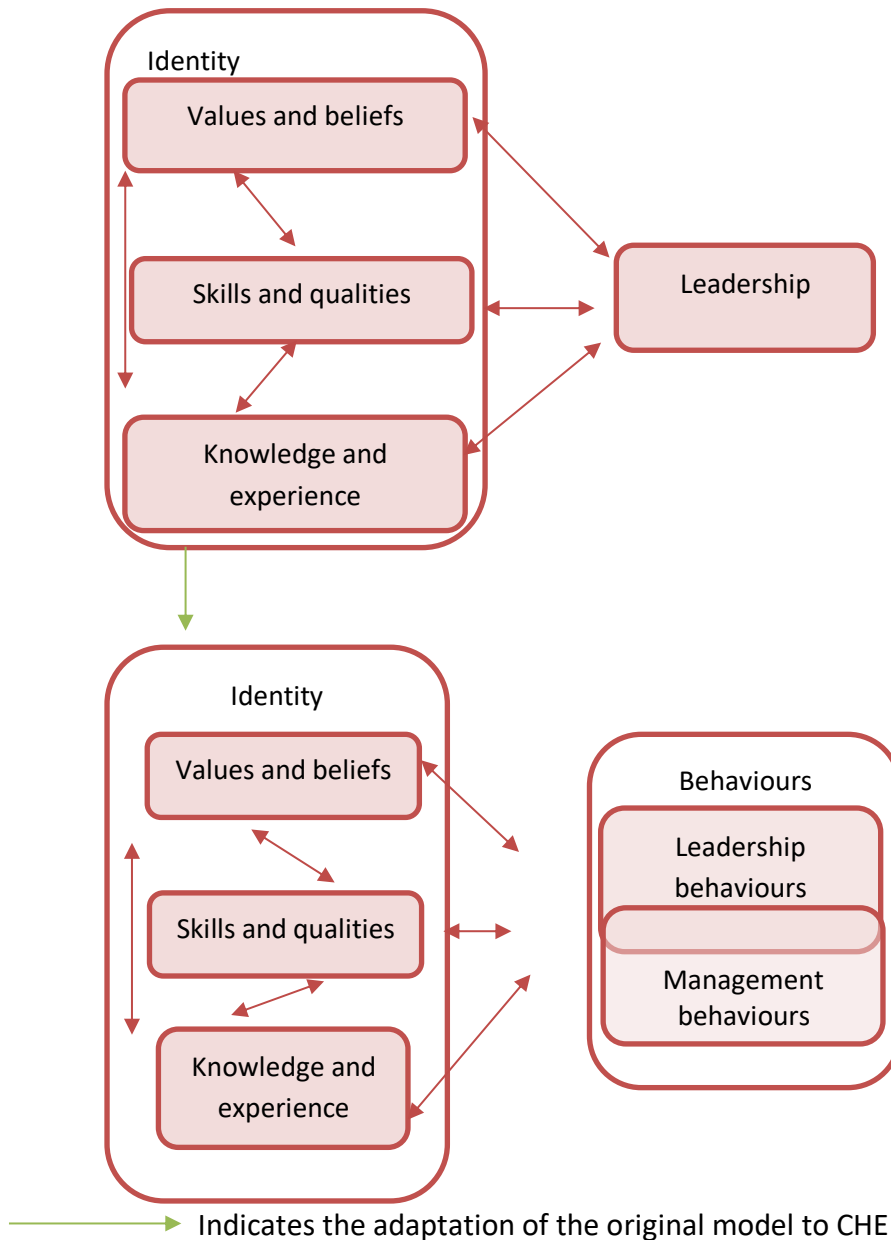 Identity
Values and beliefs
Skills and qualities
Leadership
Knowledge and
experience
Identity
Values and beliefs
Skills and qualities
Knowledge and
experience
Behaviours
Leadership
behaviours
Management
behaviours
Indicates the adaptation of the original model to CHE